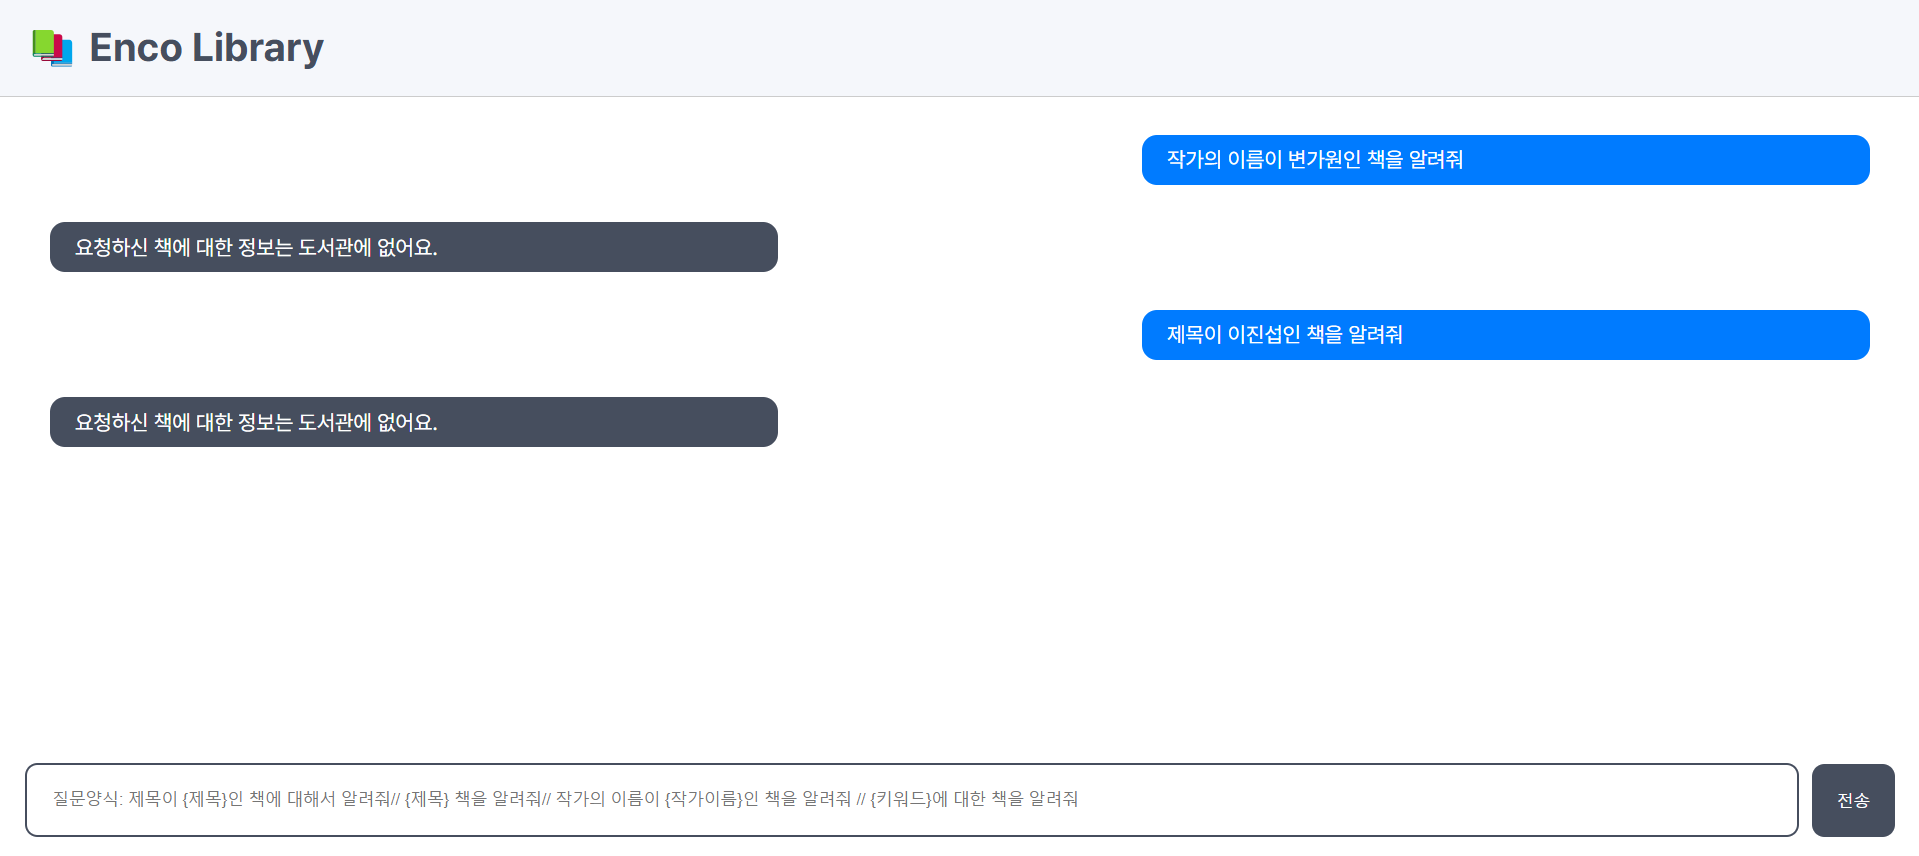 Enco Library
작가의 이름이 변가원인 책을 알려줘
요청하신 책에 대한 정보는 도서관에 없어요.
제목이 이진섭인 책을 알려줘
요청하신 책에 대한 정보는 도서관에 없어요.
질문양식: 제목이 {제목}인 책에 대해서 알려줘// {제목} 책을 알려줘// 작가의 이름이 {작가이름}인 책을 알려줘 // {키워드}에 대한 책을 알려줘
전송